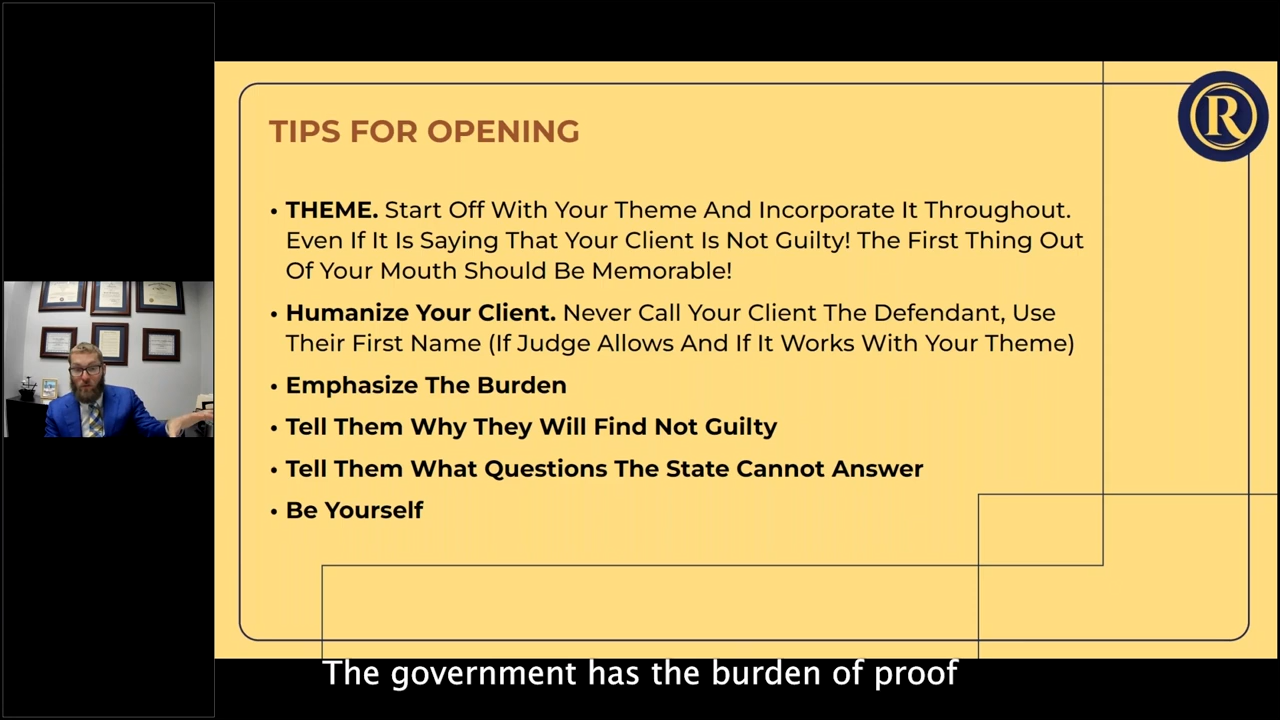 TIPS FOR OPENING
R
• THEME. Start Off With Your Theme And Incorporate It Throughout.
Even If It Is Saying That Your Client Is Not Guilty! The First Thing Out
Of Your Mouth Should Be Memorable!
• Humanize Your Client. Never Call Your Client The Defendant, Use
Their First Name (If Judge Allows And If It Works With Your Theme)
• Emphasize The Burden
• Tell Them Why They Will Find Not Guilty
• Tell Them What Questions The State Cannot Answer
• Be Yourself
The government has the burden of proof